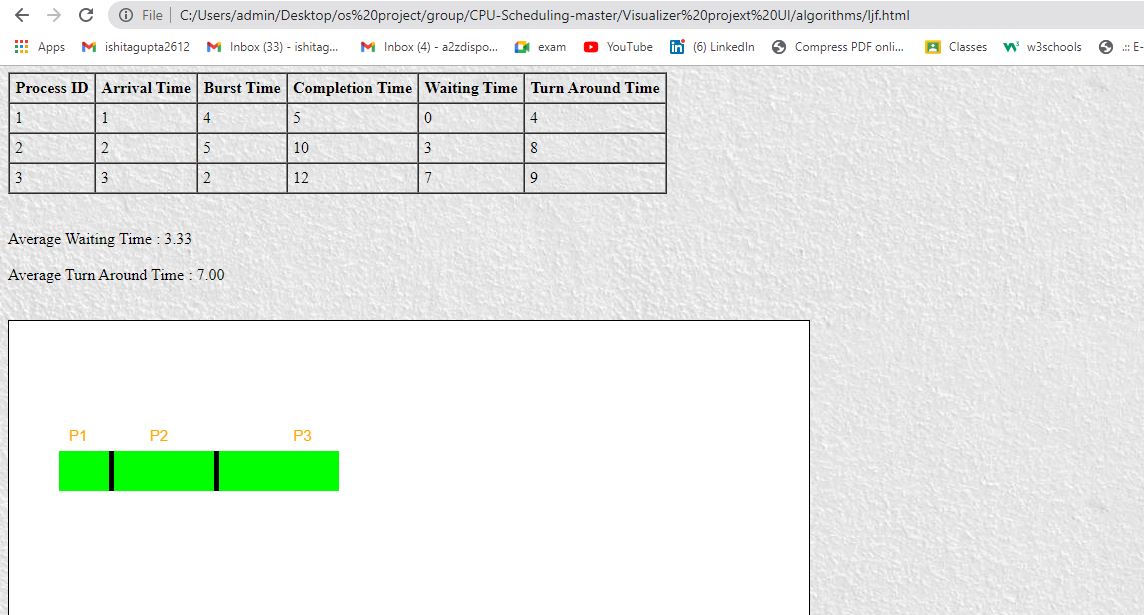 File C:/Users/admin/Desktop/os%20project/group/CPU-Scheduling-master/Visualizer%20projext%20UI/algorithms/ljf.html
Apps ishitagupta2612 Inbox (33) - ishitag... Inbox (4) - a2zdispo... exam YouTube in (6) LinkedIn Compress PDF onli... Classes w3schools .:: E-
Process ID Arrival Time Burst Time Completion Time Waiting Time Turn Around Time
1 1 4 5 0 4
2 2 5 10 3 8
3 3 2 12 7 9
Average Waiting Time : 3.33
Average Turn Around Time : 7.00
P1 P2 P3